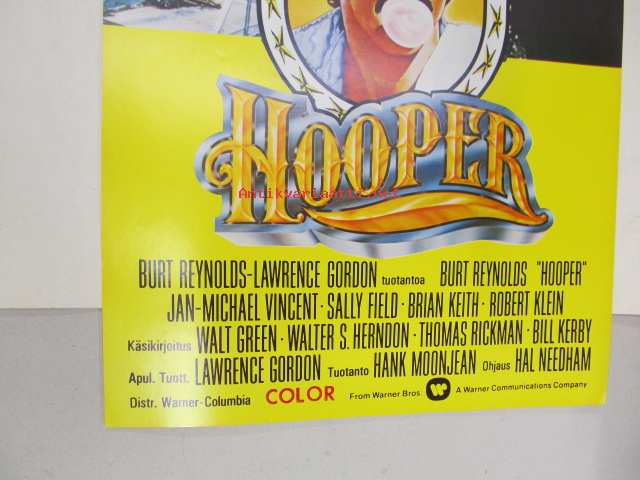 HOOPER
Antikvariaatti.net
BURT REYNOLDS-LAWRENCE GORDON tuotantoa BURT REYNOLDS "HOOPER"
JAN-MICHAEL VINCENT · SALLY FIELD · BRIAN KEITH · ROBERT KLEIN
Käsikirjoitus WALT GREEN · WALTER S. HERNDON · THOMAS RICKMAN · BILL KERBY
Apul. Tuott. LAWRENCE GORDON Tuotanto HANK MOONJEAN Ohjaus HAL NEEDHAM
Distr. Warner-Columbia COLOR From Warner Bros. A Warner Communications Company